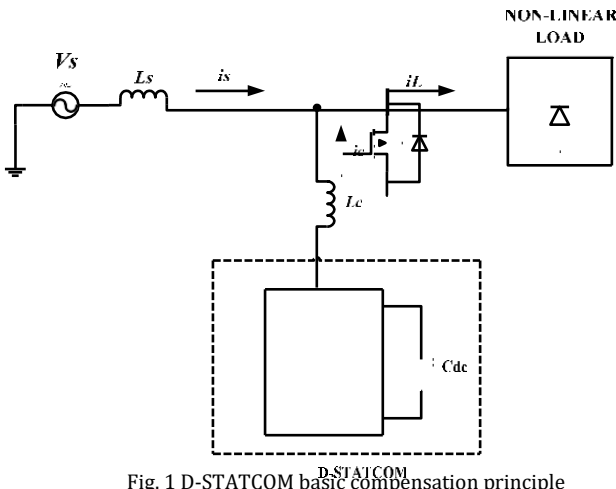 NON-LINEAR
LOAD
Vs
Ls
is
iL
ic
Lc
Cdc
D-STATCOM
Fig. 1 D-STATCOM basic compensation principle